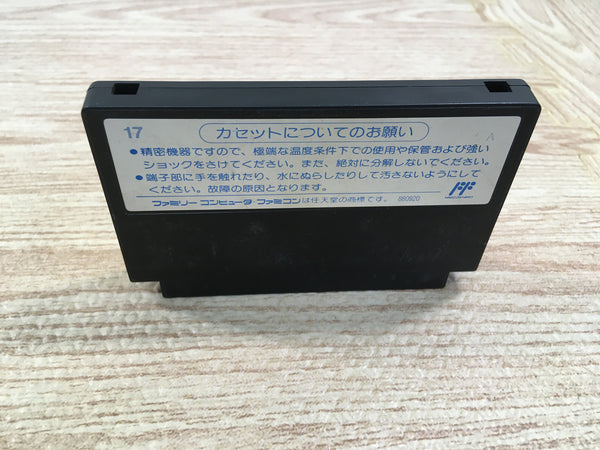 17
カセットについてのお願い
●精密機器ですので、極端な温度条件下での使用や保管および強い
ショックをさけてください。また、絶対に分解しないでください。
●端子部に手を触れたり、水にぬらしたりして汚さないようにして
ください。故障の原因となります。
ファミリー コンピュータ・ファミコンは任天堂の商標です。 880920